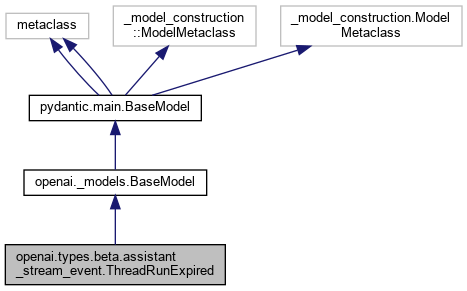 metaclass
_model_construction
::ModelMetaclass
_model_construction.Model
Metaclass
pydantic.main.BaseModel
openai._models.BaseModel
openai.types.beta.assistant
_stream_event.ThreadRunExpired